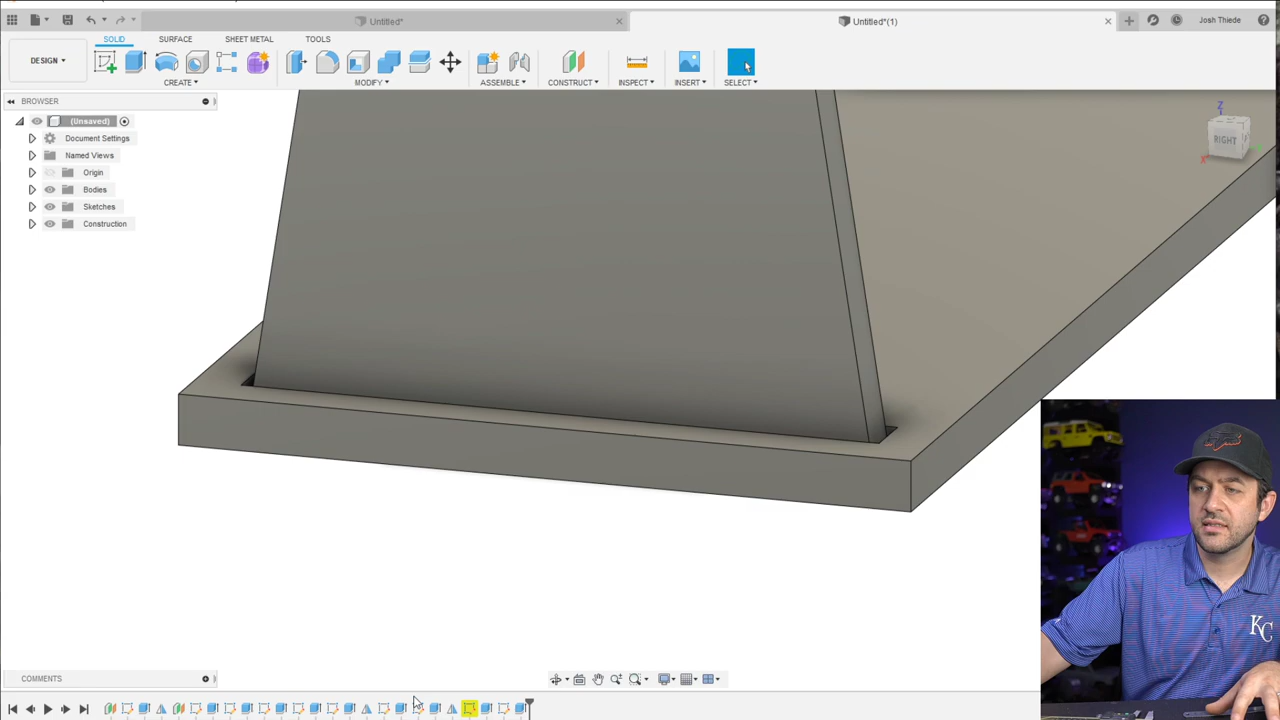 Untitled*
Untitled*(1)
Josh Thiede
DESIGN
SOLID
SURFACE
SHEET METAL
TOOLS
CREATE
MODIFY
ASSEMBLE
CONSTRUCT
INSPECT
INSERT
SELECT
BROWSER
(Unsaved)
Document Settings
Named Views
Origin
Bodies
Sketches
Construction
Z
RIGHT
X
KC
COMMENTS